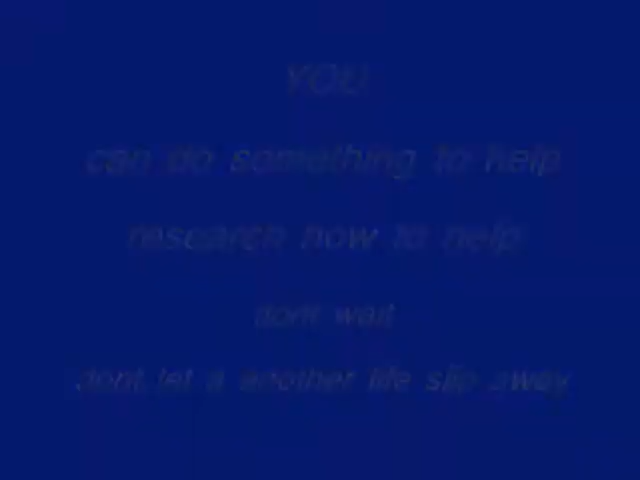 YOU
can do something to help
research how to help
dont wait
dont let a another life slip away